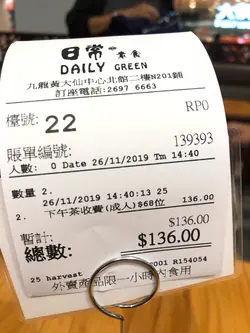 日常 素食
DAILY GREEN
九龍黃大仙中心北館二樓N201鋪
訂座電話:2697 6663
RP0
檯號: 22
賬單編號: 139393
人數: 0 Date 26/11/2019 Tm 14:40
數量 2.
26/11/2019 14:40:13 25
2. 下午茶收費(成人)$68位 136.00
暫計: $136.00
總數: $136.00
25 harvest 001 R154054
外賣產品限一小時內食用